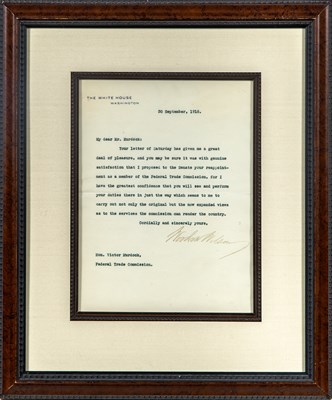 THE WHITE HOUSE
WASHINGTON
30 September, 1918.
My dear Mr. Murdock:
Your letter of Saturday has given me a great
deal of pleasure, and you may be sure it was with genuine
satisfaction that I proposed to the Senate your reappoint-
ment as a member of the Federal Trade Commission, for I
have the greatest confidence that you will see and perform
your duties there in just the way which seems to me to
carry out not only the original but the now expanded views
as to the services the commission can render the country.
Cordially and sincerely yours,
Woodrow Wilson
Hon. Victor Murdock,
Federal Trade Commission.